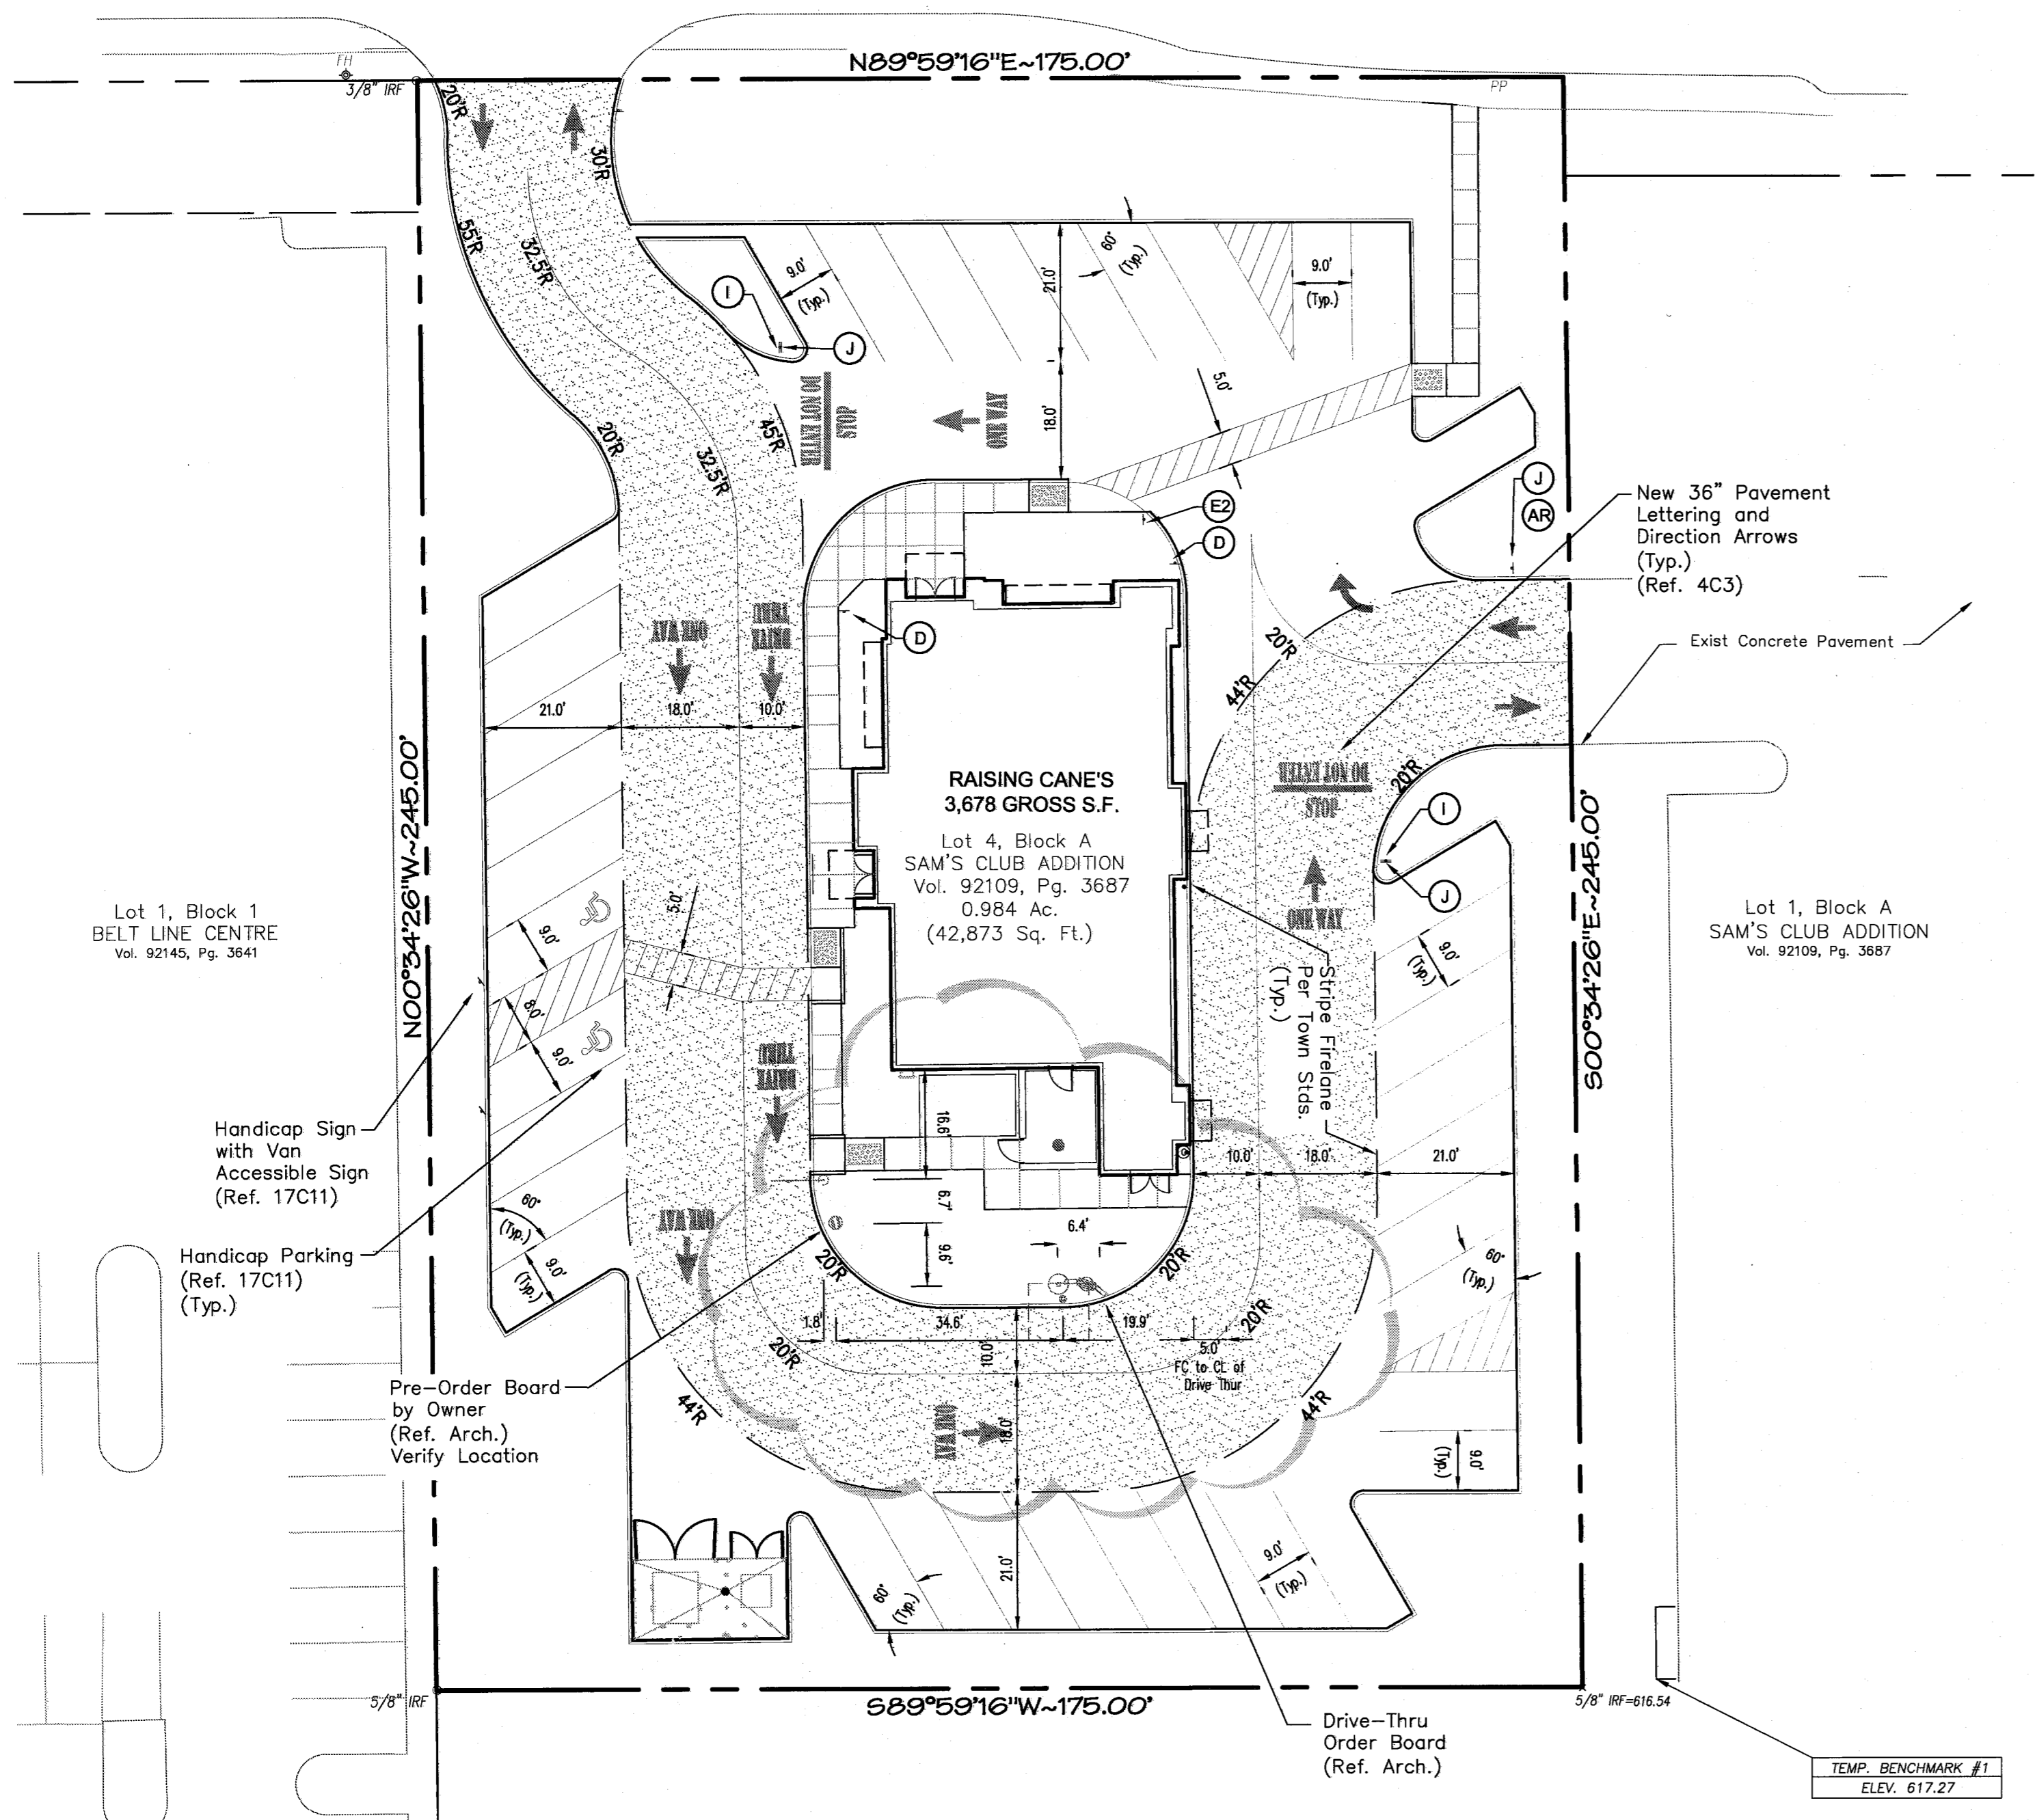 N89°59'16"E~175.00'
FH
3/8" IRF
PP
20'R
30'R
55'R
32.5'R
9.0'
(Typ.)
60°
(Typ.)
21.0'
9.0'
(Typ.)
I
J
DO NOT ENTER
STOP
ONE WAY
18.0'
5.0'
45'R
20'R
32.5'R
J
AR
E2
D
New 36" Pavement
Lettering and
Direction Arrows
(Typ.)
(Ref. 4C3)
Exist Concrete Pavement
ONE WAY
DRIVE
THRU
D
20'R
44'R
21.0'
18.0'
10.0'
DO NOT ENTER
STOP
20'R
I
J
RAISING CANE'S
3,678 GROSS S.F.
Lot 4, Block A
SAM'S CLUB ADDITION
Vol. 92109, Pg. 3687
0.984 Ac.
(42,873 Sq. Ft.)
N00°34'26"W~245.00'
S00°34'26"E~245.00'
Lot 1, Block 1
BELT LINE CENTRE
Vol. 92145, Pg. 3641
Lot 1, Block A
SAM'S CLUB ADDITION
Vol. 92109, Pg. 3687
ONE WAY
9.0'
5.0'
9.0'
(Typ.)
8.0'
9.0'
Stripe Firelane
Per Town Stds.
(Typ.)
DRIVE
THRU
Handicap Sign
with Van
Accessible Sign
(Ref. 17C11)
16.6'
10.0'
18.0'
21.0'
60°
(Typ.)
ONE WAY
6.7'
6.4'
9.6'
Handicap Parking
(Ref. 17C11)
(Typ.)
9.0'
(Typ.)
20'R
20'R
60°
(Typ.)
1.8'
34.6'
19.9'
20'R
10.0'
5.0'
FC to CL of
Drive Thur
20'R
Pre-Order Board
by Owner
(Ref. Arch.)
Verify Location
44'R
44'R
ONE WAY
18.0'
9.0'
(Typ.)
21.0'
9.0'
(Typ.)
60°
(Typ.)
5/8" IRF
S89°59'16"W~175.00'
5/8" IRF=616.54
Drive-Thru
Order Board
(Ref. Arch.)
TEMP. BENCHMARK #1
ELEV. 617.27